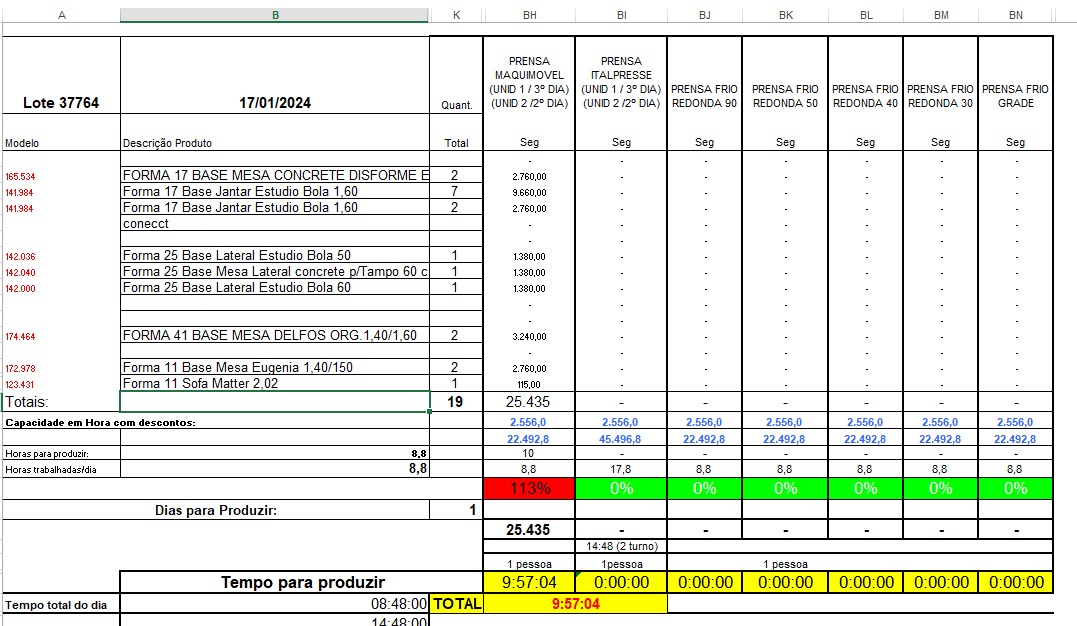 A B K BH BI BJ BK BL BM BN
Lote 37764 17/01/2024 Quant. PRENSA MAQUIMOVEL (UNID 1 / 3º DIA) (UNID 2 /2º DIA) PRENSA ITALPRESSE (UNID 1 / 3º DIA) (UNID 2 /2º DIA) PRENSA FRIO REDONDA 90 PRENSA FRIO REDONDA 50 PRENSA FRIO REDONDA 40 PRENSA FRIO REDONDA 30 PRENSA FRIO GRADE
Modelo Descrição Produto Total Seg Seg Seg Seg Seg Seg Seg
- - - - - - -
165.534 FORMA 17 BASE MESA CONCRETE DISFORME E 2 2.760,00 - - - - - -
141.984 Forma 17 Base Jantar Estudio Bola 1,60 7 9.660,00 - - - - - -
141.984 Forma 17 Base Jantar Estudio Bola 1,60 2 2.760,00 - - - - - -
conecct - - - - - - -
- - - - - - -
142.036 Forma 25 Base Lateral Estudio Bola 50 1 1.380,00 - - - - - -
142.040 Forma 25 Base Mesa Lateral concrete p/Tampo 60 c 1 1.380,00 - - - - - -
142.000 Forma 25 Base Lateral Estudio Bola 60 1 1.380,00 - - - - - -
- - - - - - -
- - - - - - -
174.464 FORMA 41 BASE MESA DELFOS ORG.1,40/1,60 2 3.240,00 - - - - - -
- - - - - - -
172.978 Forma 11 Base Mesa Eugenia 1,40/150 2 2.760,00 - - - - - -
123.431 Forma 11 Sofa Matter 2,02 1 115,00 - - - - - -
Totais: 19 25.435 - - - - - -
Capacidade em Hora com descontos: 2.556,0 2.556,0 2.556,0 2.556,0 2.556,0 2.556,0 2.556,0
22.492,8 45.496,8 22.492,8 22.492,8 22.492,8 22.492,8 22.492,8
Horas para produzir: 8,8 10 - - - - - -
Horas trabalhadas/dia 8,8 8,8 17,8 8,8 8,8 8,8 8,8 8,8
113% 0% 0% 0% 0% 0% 0%
Dias para Produzir: 1
25.435 - - - - - -
14:48 (2 turno)
1 pessoa 1pessoa 1 pessoa
Tempo para produzir 9:57:04 0:00:00 0:00:00 0:00:00 0:00:00 0:00:00 0:00:00
Tempo total do dia 08:48:00 TOTAL 9:57:04
14:48:00